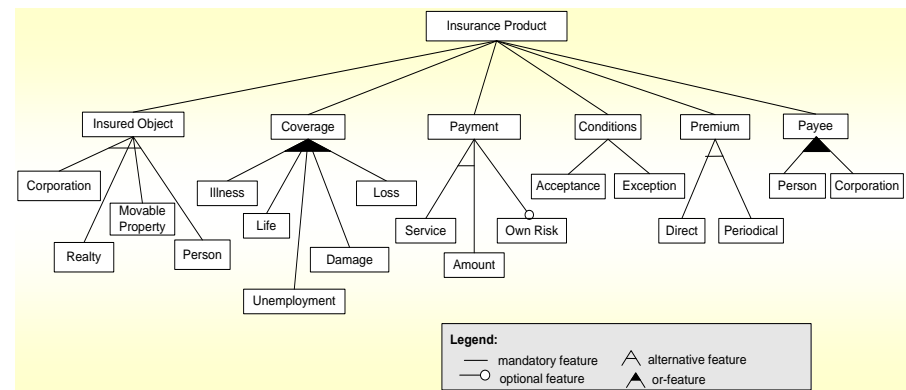 Insurance Product
Insured Object
Coverage
Payment
Conditions
Premium
Payee
Corporation
Realty
Movable
Property
Person
Illness
Life
Unemployment
Damage
Loss
Service
Amount
Own Risk
Acceptance
Exception
Direct
Periodical
Person
Corporation
Legend:
mandatory feature
alternative feature
optional feature
or-feature